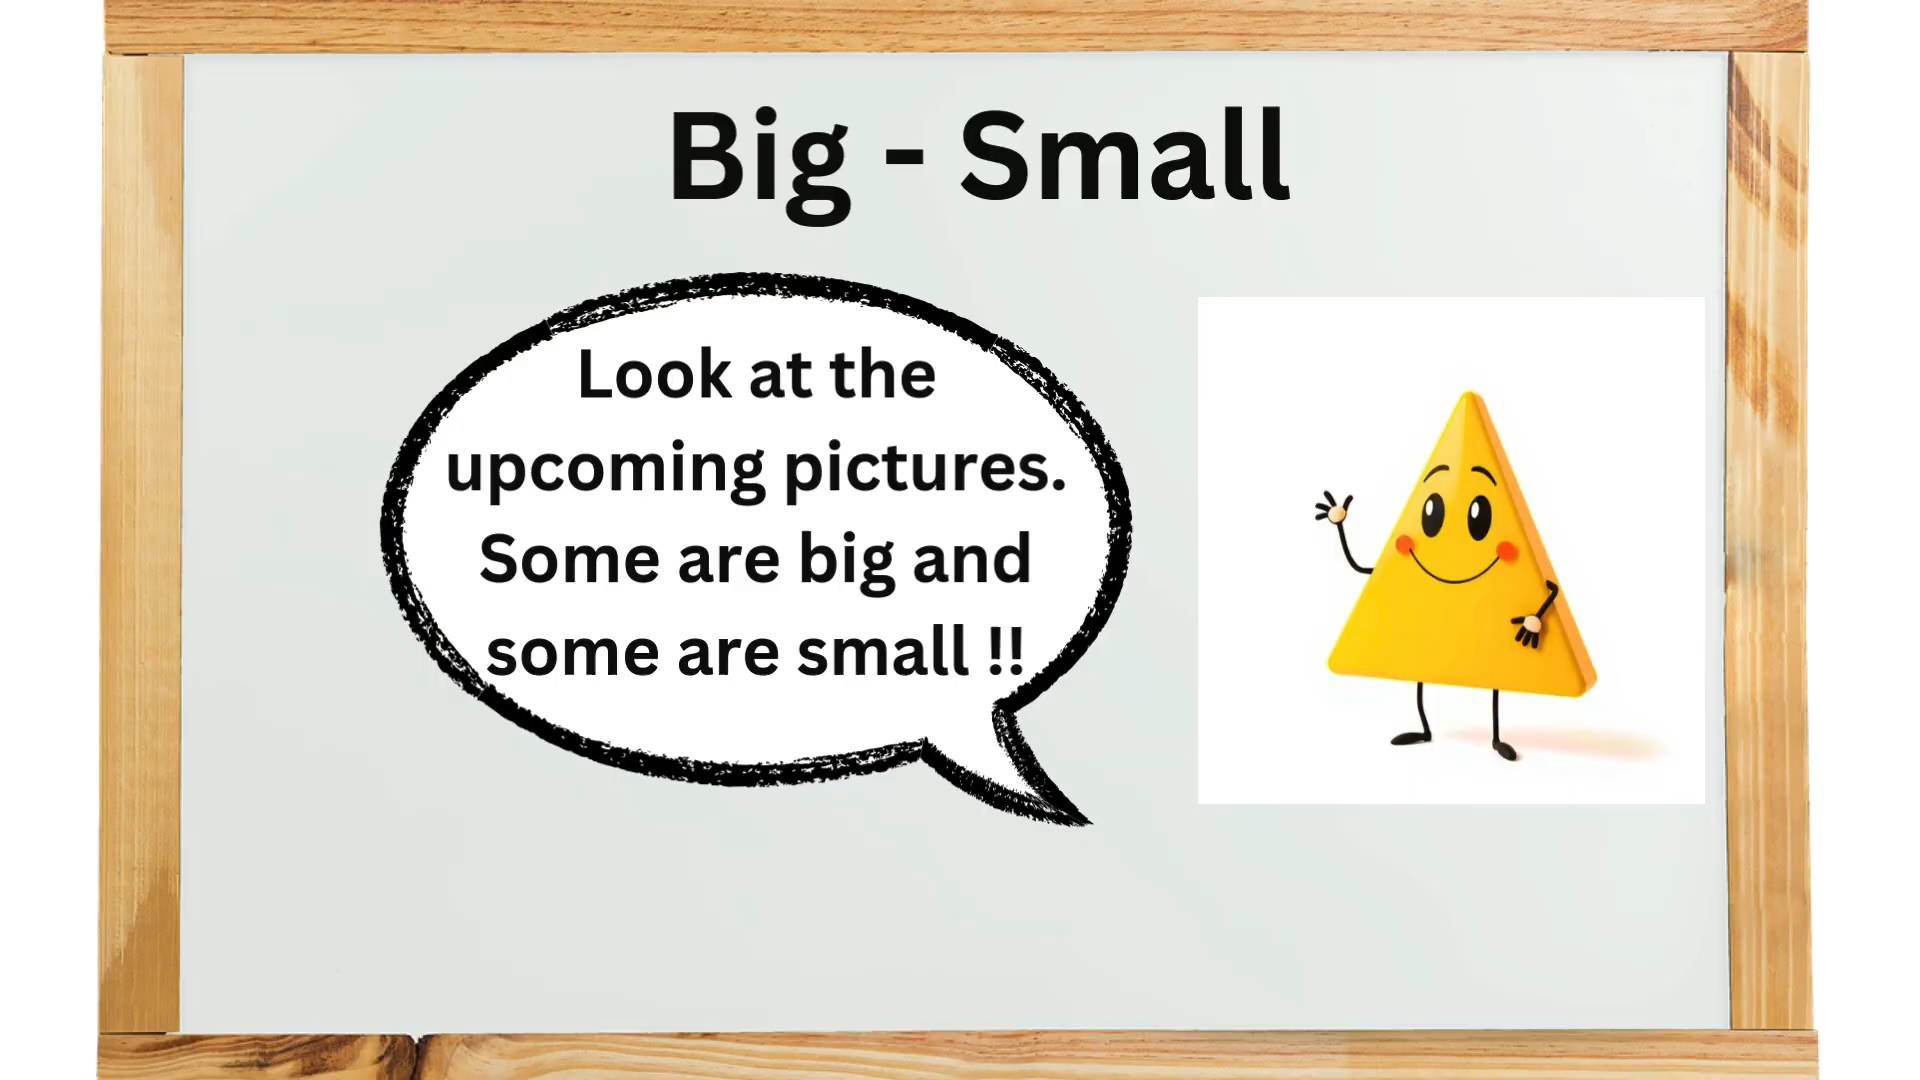 Big - Small
Look at the
upcoming pictures.
Some are big and
some are small !!